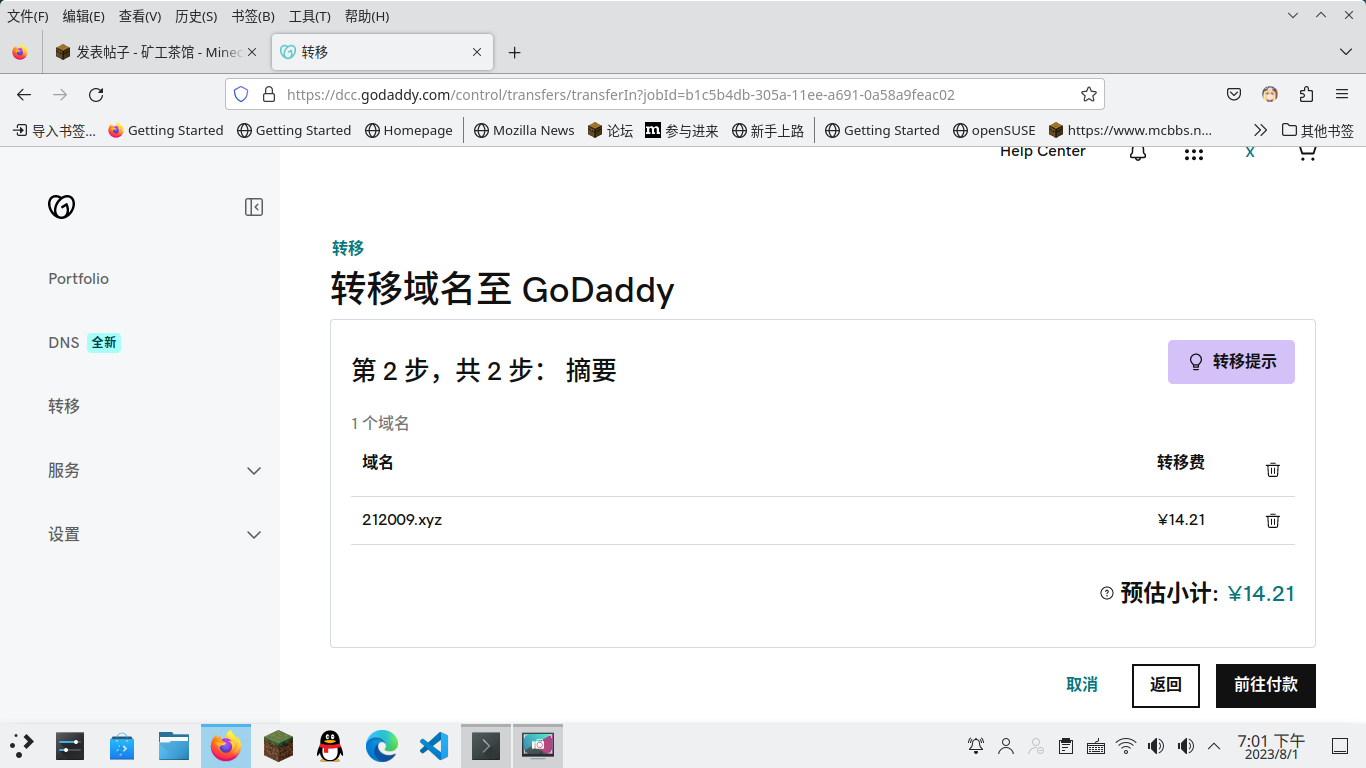 文件(F) 编辑(E) 查看(V) 历史(S) 书签(B) 工具(T) 帮助(H)
发表帖子 - 矿工茶馆 - Minec
转移
https://dcc.godaddy.com/control/transfers/transferIn?jobId=b1c5b4db-305a-11ee-a691-0a58a9feac02
导入书签... Getting Started Getting Started Homepage Mozilla News 论坛 m 参与进来 新手上路 Getting Started openSUSE https://www.mcbbs.n... 其他书签
Help Center X
Portfolio
DNS 全新
转移
服务
设置
转移
转移域名至 GoDaddy
第 2 步，共 2 步： 摘要
转移提示
1 个域名
域名 转移费
212009.xyz ¥14.21
预估小计: ¥14.21
取消 返回 前往付款
7:01 下午
2023/8/1